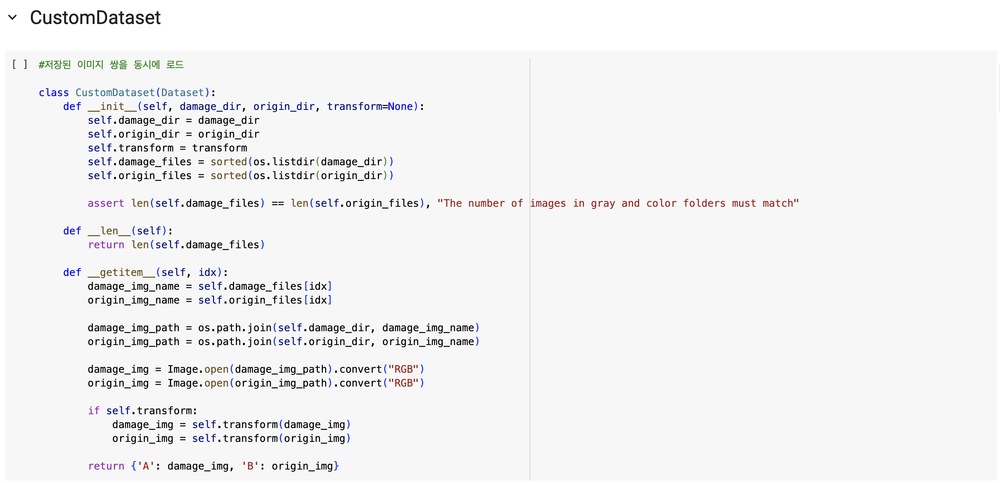 CustomDataset
[ ] #저장된 이미지 쌍을 동시에 로드
class CustomDataset(Dataset):
    def __init__(self, damage_dir, origin_dir, transform=None):
        self.damage_dir = damage_dir
        self.origin_dir = origin_dir
        self.transform = transform
        self.damage_files = sorted(os.listdir(damage_dir))
        self.origin_files = sorted(os.listdir(origin_dir))
        assert len(self.damage_files) == len(self.origin_files), "The number of images in gray and color folders must match"
    def __len__(self):
        return len(self.damage_files)
    def __getitem__(self, idx):
        damage_img_name = self.damage_files[idx]
        origin_img_name = self.origin_files[idx]
        damage_img_path = os.path.join(self.damage_dir, damage_img_name)
        origin_img_path = os.path.join(self.origin_dir, origin_img_name)
        damage_img = Image.open(damage_img_path).convert("RGB")
        origin_img = Image.open(origin_img_path).convert("RGB")
        if self.transform:
            damage_img = self.transform(damage_img)
            origin_img = self.transform(origin_img)
        return {'A': damage_img, 'B': origin_img}